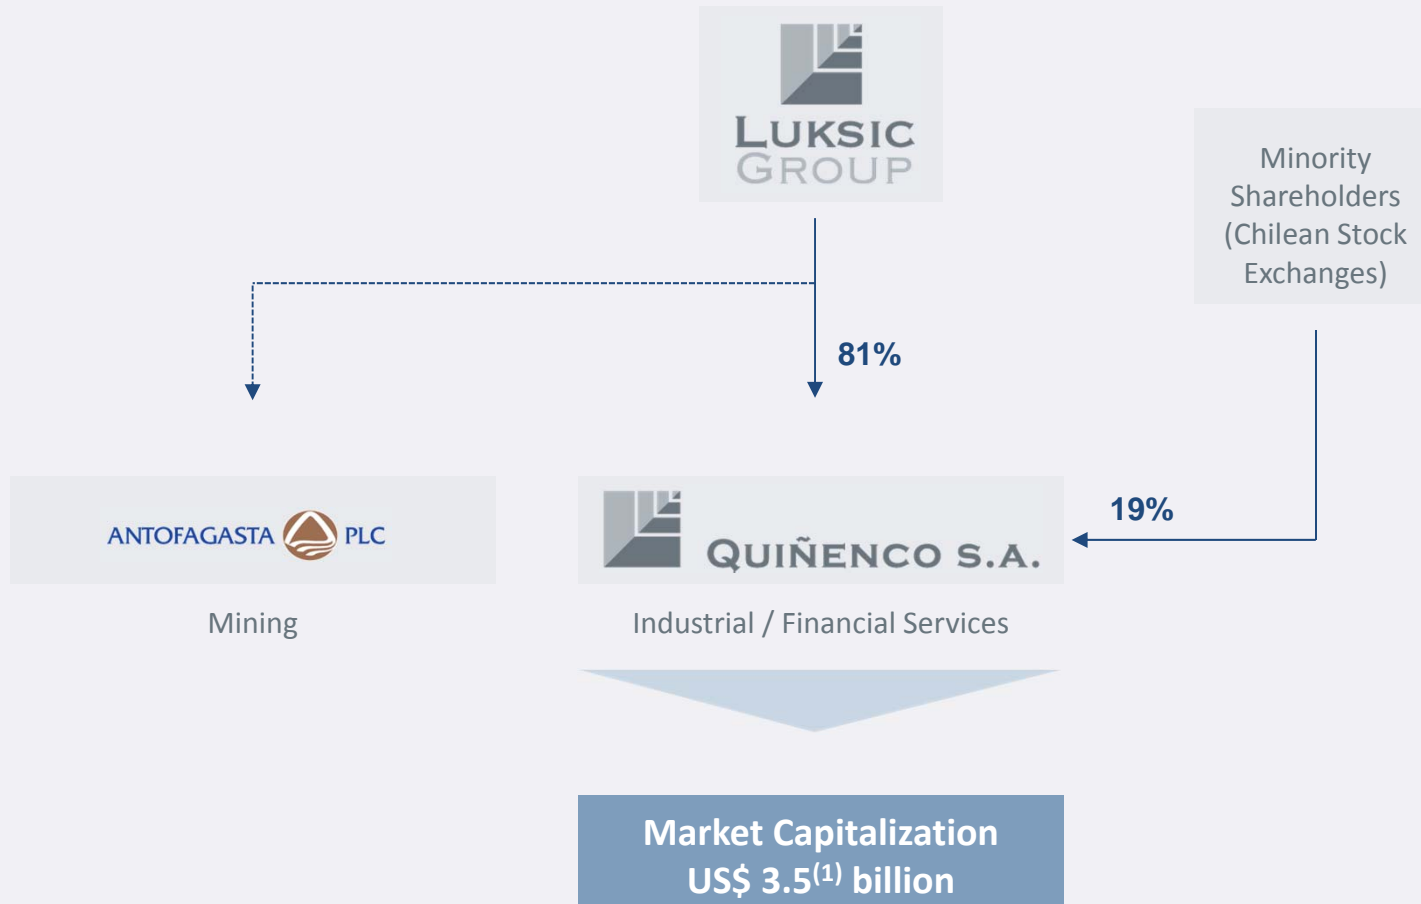 LUKSIC
GROUP
Minority
Shareholders
(Chilean Stock
Exchanges)
81%
19%
ANTOFAGASTA PLC
QUIÑENCO S.A.
Mining
Industrial / Financial Services
Market Capitalization
US$ 3.5(1) billion